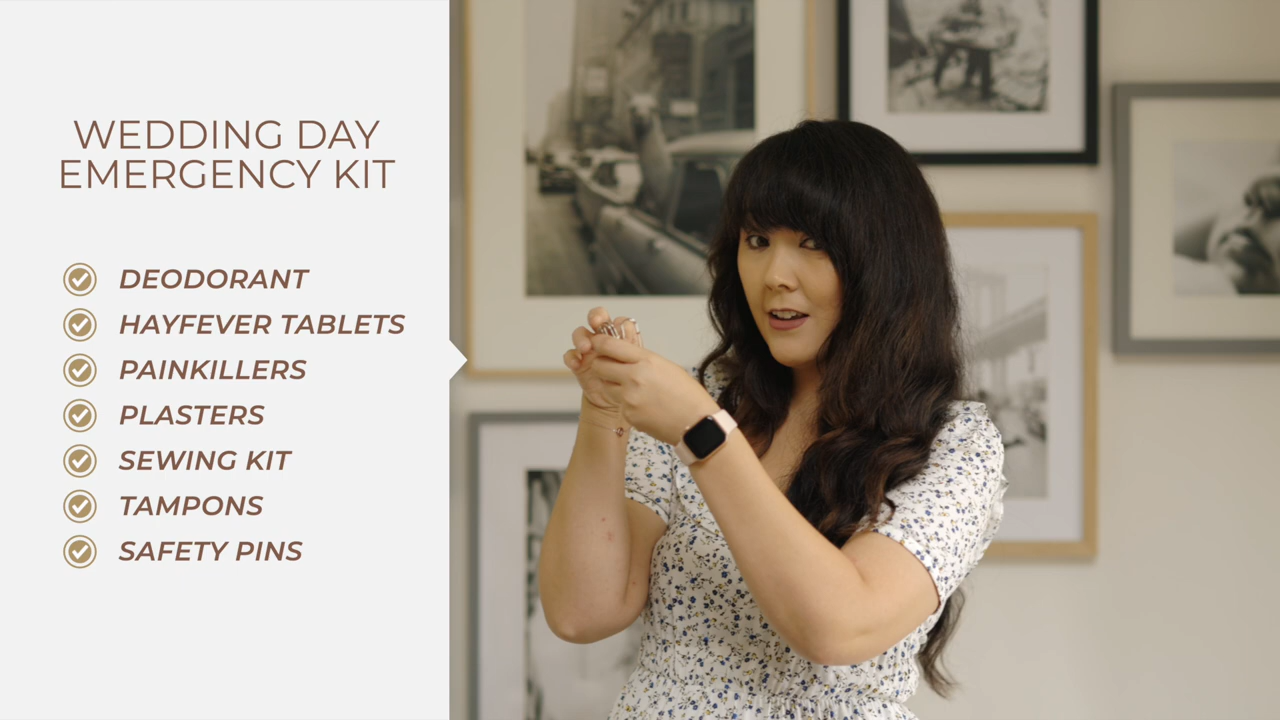 WEDDING DAY
EMERGENCY KIT
DEODORANT
HAYFEVER TABLETS
PAINKILLERS
PLASTERS
SEWING KIT
TAMPONS
SAFETY PINS